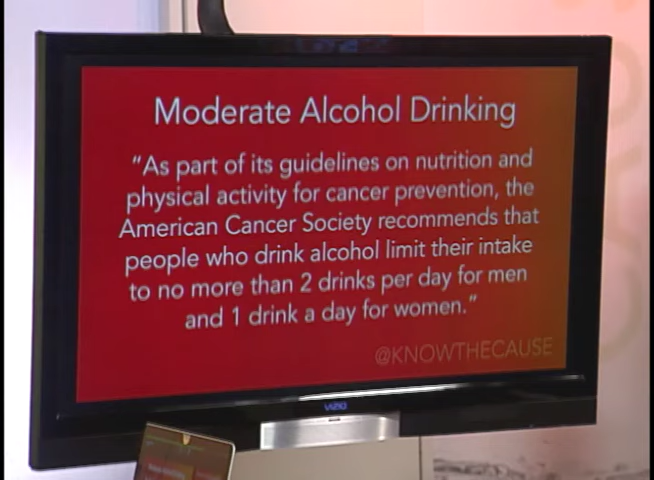 Moderate Alcohol Drinking
“As part of its guidelines on nutrition and
physical activity for cancer prevention, the
American Cancer Society recommends that
people who drink alcohol limit their intake
to no more than 2 drinks per day for men
and 1 drink a day for women.”
@KNOWTHECAUSE
VIZIO